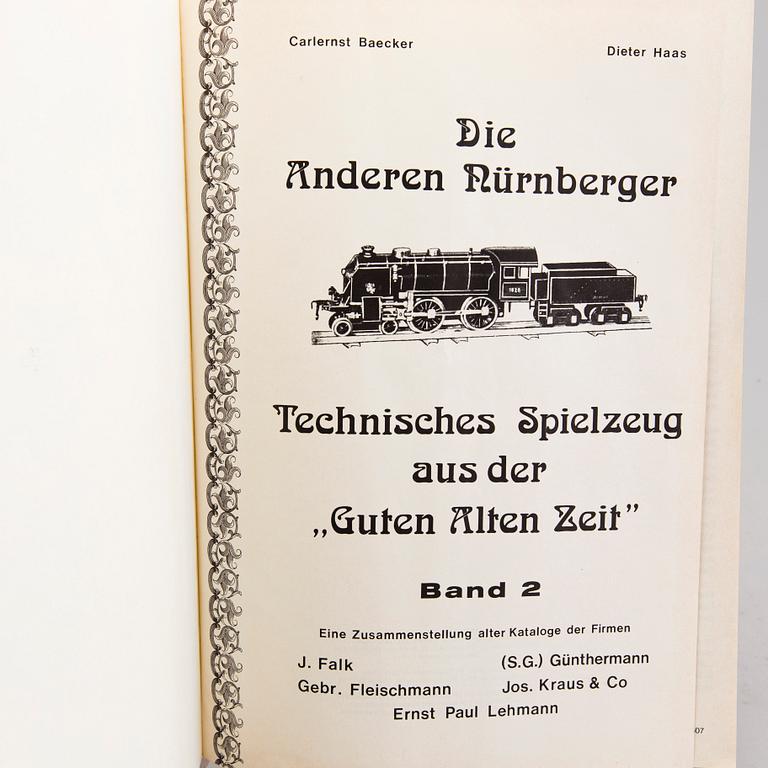 Carlernst Baecker
Dieter Haas
Die
Anderen Nürnberger
Technisches Spielzeug
aus der
„Guten Alten Zeit”
Band 2
Eine Zusammenstellung alter Kataloge der Firmen
J. Falk
(S.G.) Günthermann
Gebr. Fleischmann
Jos. Kraus & Co
Ernst Paul Lehmann